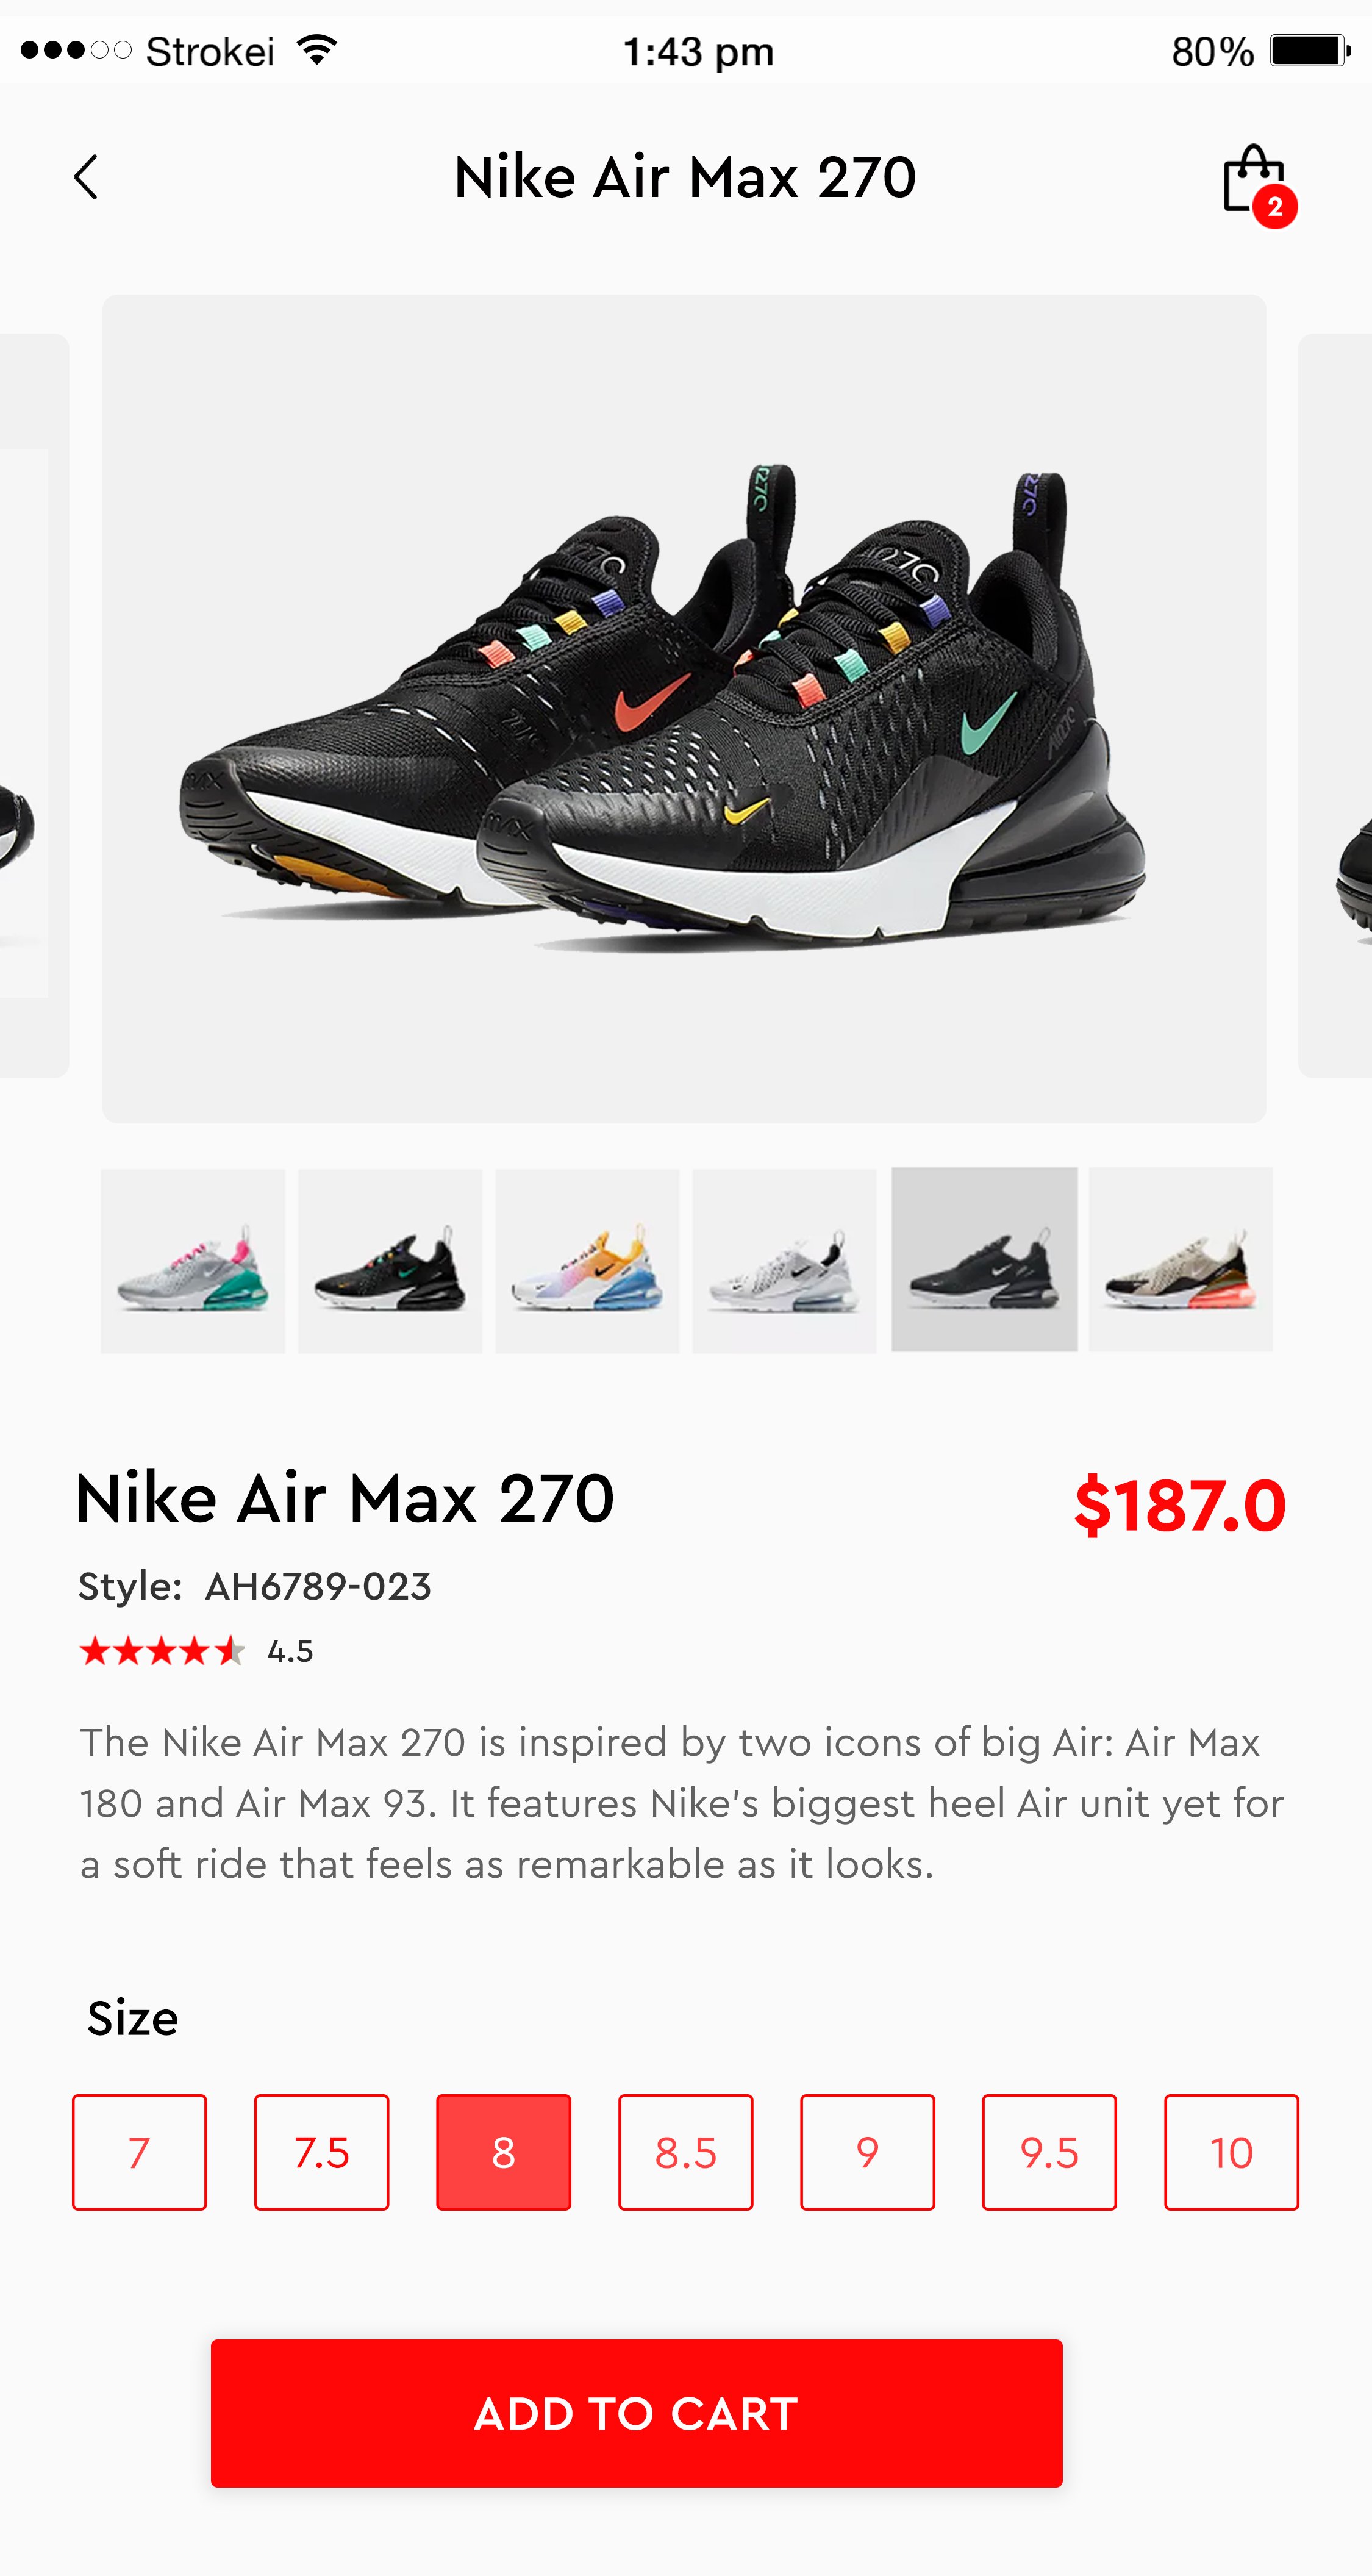 Strokei 1:43 pm 80%
Nike Air Max 270
2
Nike Air Max 270 $187.0
Style: AH6789-023
4.5
The Nike Air Max 270 is inspired by two icons of big Air: Air Max
180 and Air Max 93. It features Nike's biggest heel Air unit yet for
a soft ride that feels as remarkable as it looks.
Size
7 7.5 8 8.5 9 9.5 10
ADD TO CART